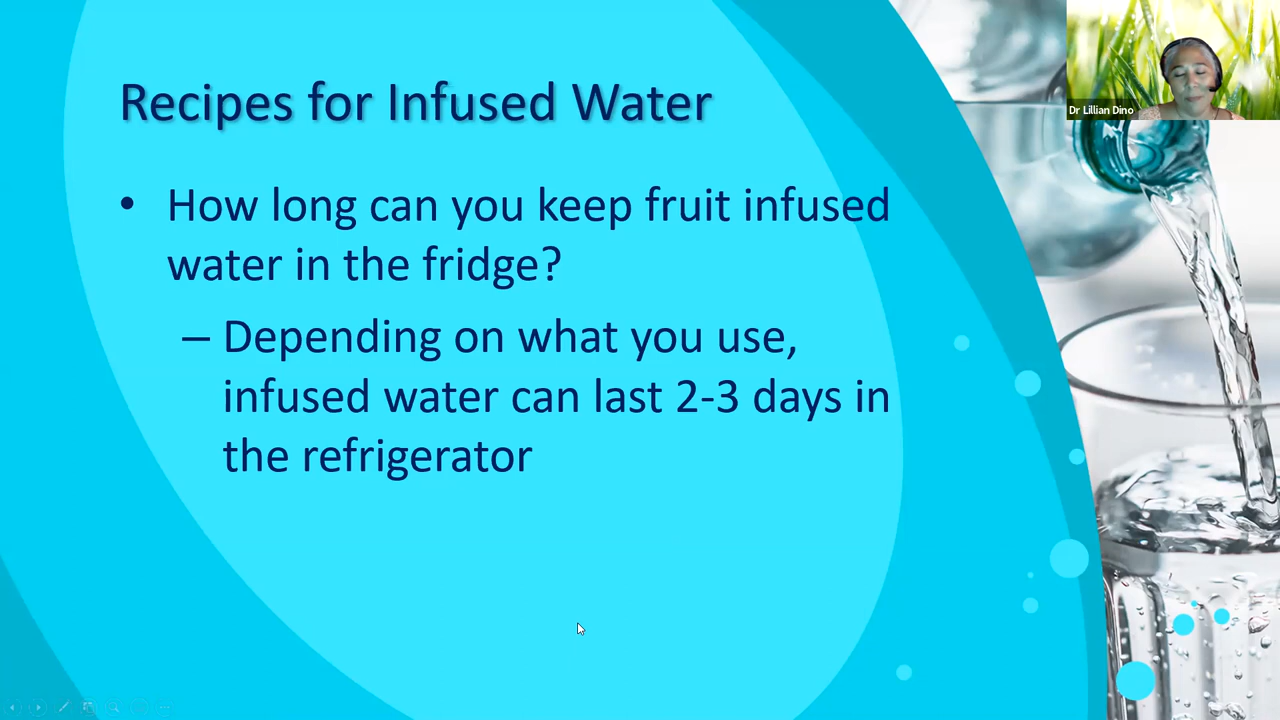 Recipes for Infused Water
• How long can you keep fruit infused
water in the fridge?
– Depending on what you use,
infused water can last 2-3 days in
the refrigerator
Dr Lillian Dino